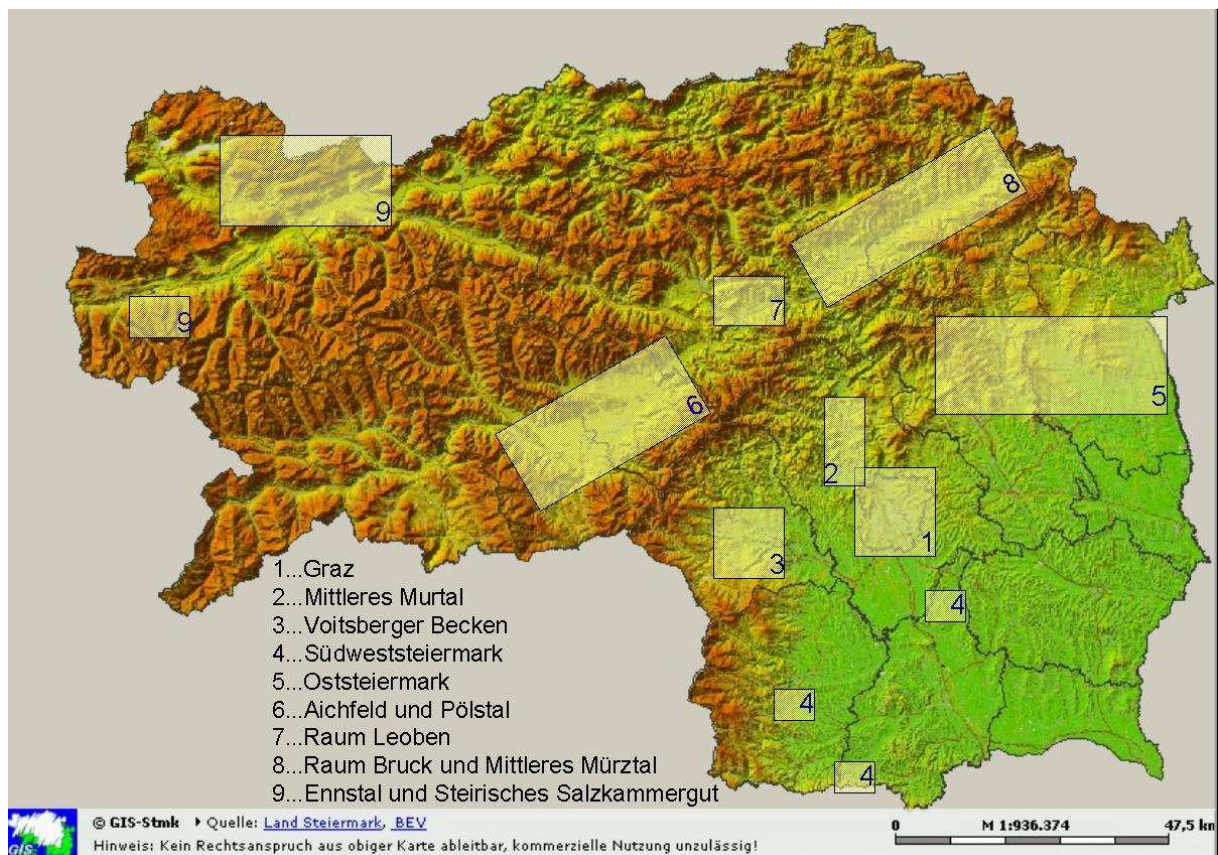 9
8
7
9
5
6
2
1
3
4
4
4
1...Graz
2...Mittleres Murtal
3...Voitsberger Becken
4...Südweststeiermark
5...Oststeiermark
6...Aichfeld und Pölstal
7...Raum Leoben
8...Raum Bruck und Mittleres Mürztal
9...Ennstal und Steirisches Salzkammergut
GIS
© GIS-Stmk Quelle: Land Steiermark, BEV
Hinweis: Kein Rechtsanspruch aus obiger Karte ableitbar, kommerzielle Nutzung unzulässig!
0 M 1:936.374 47,5 km